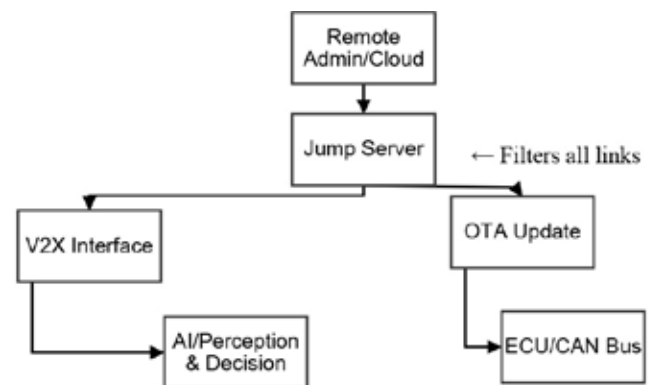 Remote
Admin/Cloud
Jump Server
← Filters all links
V2X Interface
OTA Update
AI/Perception
& Decision
ECU/CAN Bus